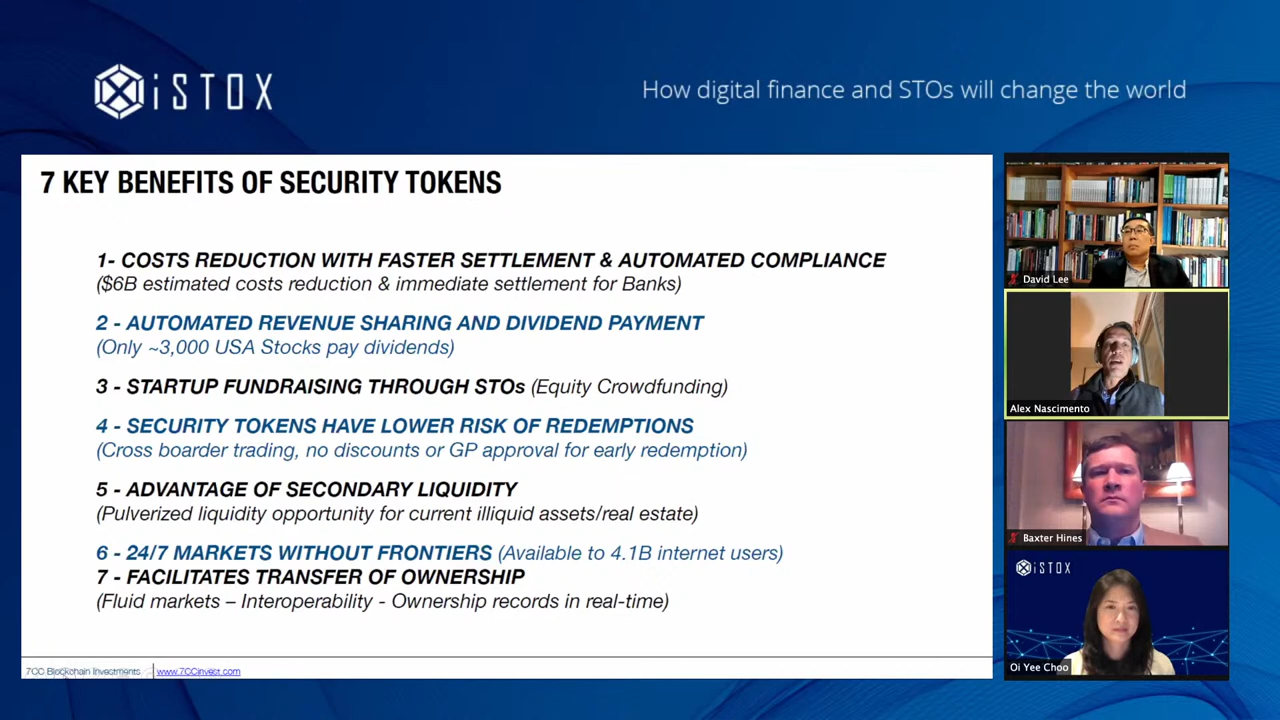 iSTOX
How digital finance and STOs will change the world
7 KEY BENEFITS OF SECURITY TOKENS
1- COSTS REDUCTION WITH FASTER SETTLEMENT & AUTOMATED COMPLIANCE
($6B estimated costs reduction & immediate settlement for Banks)
2 - AUTOMATED REVENUE SHARING AND DIVIDEND PAYMENT
(Only ~3,000 USA Stocks pay dividends)
3 - STARTUP FUNDRAISING THROUGH STOs (Equity Crowdfunding)
4 - SECURITY TOKENS HAVE LOWER RISK OF REDEMPTIONS
(Cross boarder trading, no discounts or GP approval for early redemption)
5 - ADVANTAGE OF SECONDARY LIQUIDITY
(Pulverized liquidity opportunity for current illiquid assets/real estate)
6 - 24/7 MARKETS WITHOUT FRONTIERS (Available to 4.1B internet users)
7 - FACILITATES TRANSFER OF OWNERSHIP
(Fluid markets – Interoperability - Ownership records in real-time)
7CC Blockchain Investments | www.7CCinvest.com
David Lee
Alex Nascimento
Baxter Hines
iSTOX
Oi Yee Choo